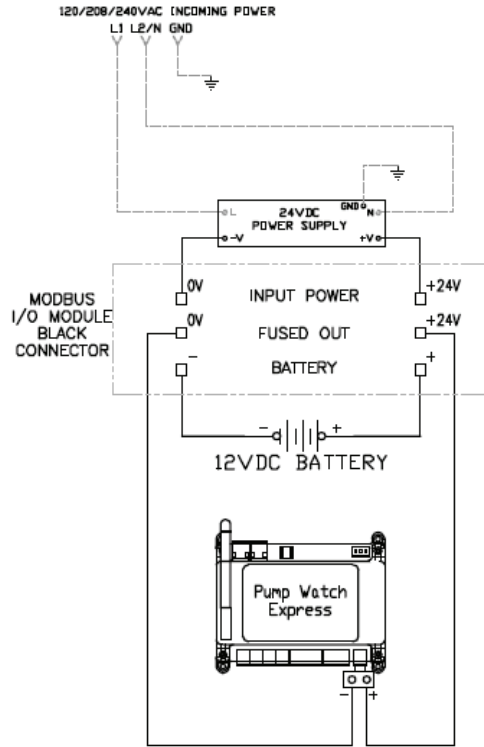 120/208/240VAC INCOMING POWER
L1 L2/N GND
L 24VDC GND N
POWER SUPPLY
-V +V
MODBUS
I/O MODULE
BLACK
CONNECTOR
0V INPUT POWER +24V
0V FUSED OUT +24V
- BATTERY +
- +
12VDC BATTERY
Pump Watch
Express
- +